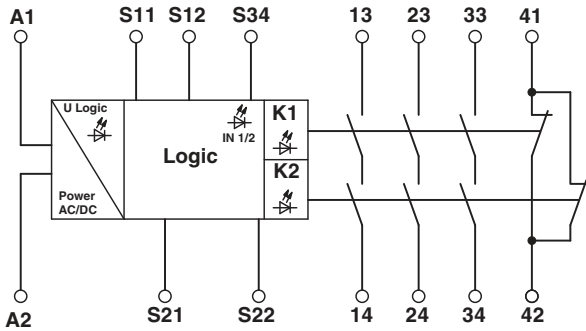 A1 S11 S12 S34 13 23 33 41
U Logic
IN 1/2
K1
Logic
K2
Power
AC/DC
A2 S21 S22 14 24 34 42